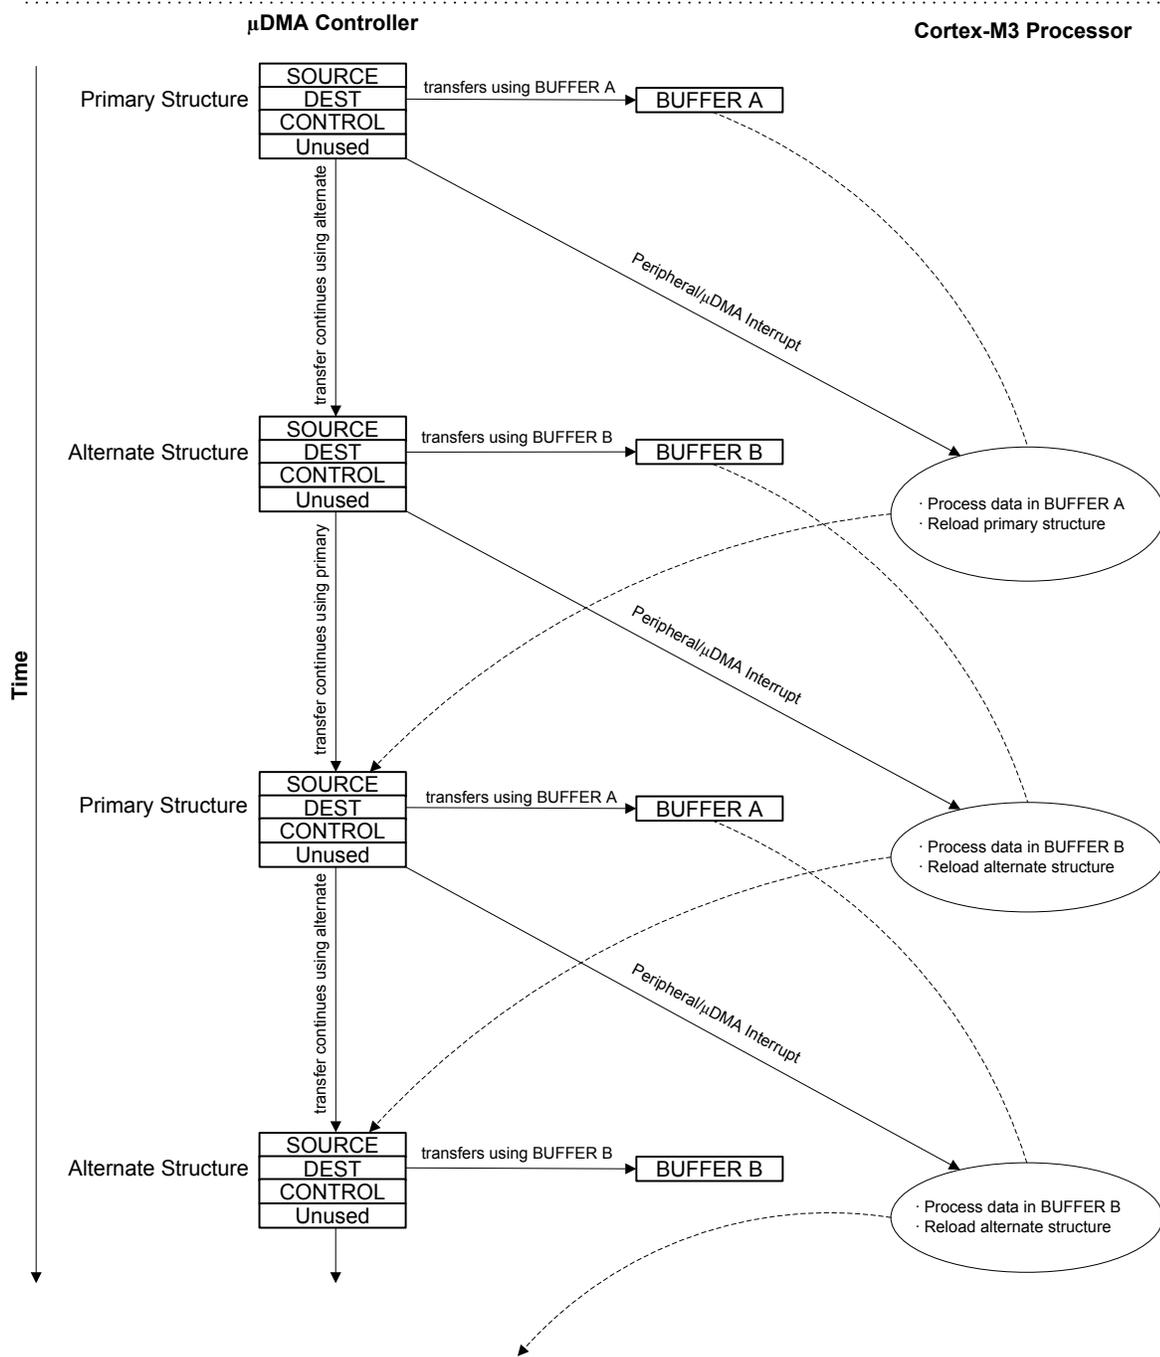 μDMA Controller
Cortex-M3 Processor
Primary Structure
SOURCE
DEST
CONTROL
Unused
transfers using BUFFER A
BUFFER A
transfer continues using alternate
Peripheral/μDMA Interrupt
Alternate Structure
SOURCE
DEST
CONTROL
Unused
transfers using BUFFER B
BUFFER B
· Process data in BUFFER A
· Reload primary structure
transfer continues using primary
Peripheral/μDMA Interrupt
Time
Primary Structure
SOURCE
DEST
CONTROL
Unused
transfers using BUFFER A
BUFFER A
· Process data in BUFFER B
· Reload alternate structure
transfer continues using alternate
Peripheral/μDMA Interrupt
Alternate Structure
SOURCE
DEST
CONTROL
Unused
transfers using BUFFER B
BUFFER B
· Process data in BUFFER B
· Reload alternate structure